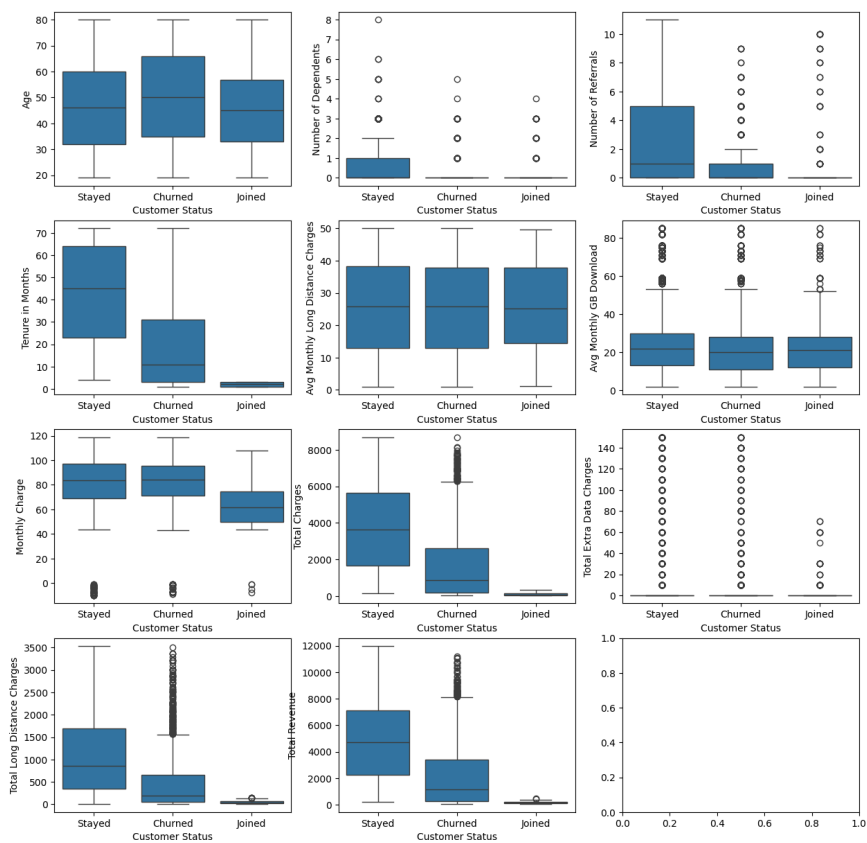 Age
80
70
60
50
40
30
20
Stayed Churned Joined
Customer Status
Number of Dependents
8
7
6
5
4
3
2
1
0
Stayed Churned Joined
Customer Status
Number of Referrals
10
8
6
4
2
0
Stayed Churned Joined
Customer Status
Tenure in Months
70
60
50
40
30
20
10
0
Stayed Churned Joined
Customer Status
Avg Monthly Long Distance Charges
50
40
30
20
10
0
Stayed Churned Joined
Customer Status
Avg Monthly GB Download
80
60
40
20
0
Stayed Churned Joined
Customer Status
Monthly Charge
120
100
80
60
40
20
0
Stayed Churned Joined
Customer Status
Total Charges
8000
6000
4000
2000
0
Stayed Churned Joined
Customer Status
Total Extra Data Charges
140
120
100
80
60
40
20
0
Stayed Churned Joined
Customer Status
Total Long Distance Charges
3500
3000
2500
2000
1500
1000
500
0
Stayed Churned Joined
Customer Status
Total Revenue
12000
10000
8000
6000
4000
2000
0
Stayed Churned Joined
Customer Status
1.0
0.8
0.6
0.4
0.2
0.0
0.0 0.2 0.4 0.6 0.8 1.0